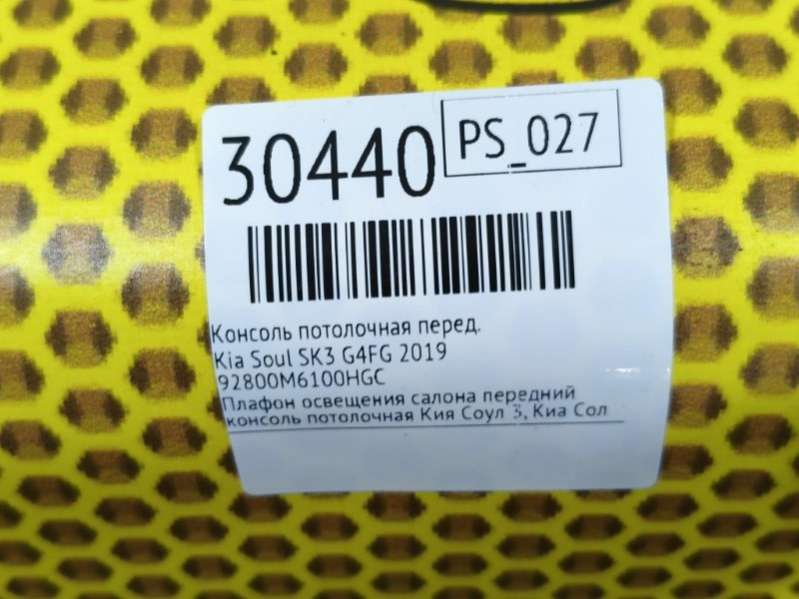 30440 PS_027
Консоль потолочная перед.
Kia Soul SK3 G4FG 2019
92800M6100HGC
Плафон освещения салона передний
консоль потолочная Кия Соул 3, Киа Сол